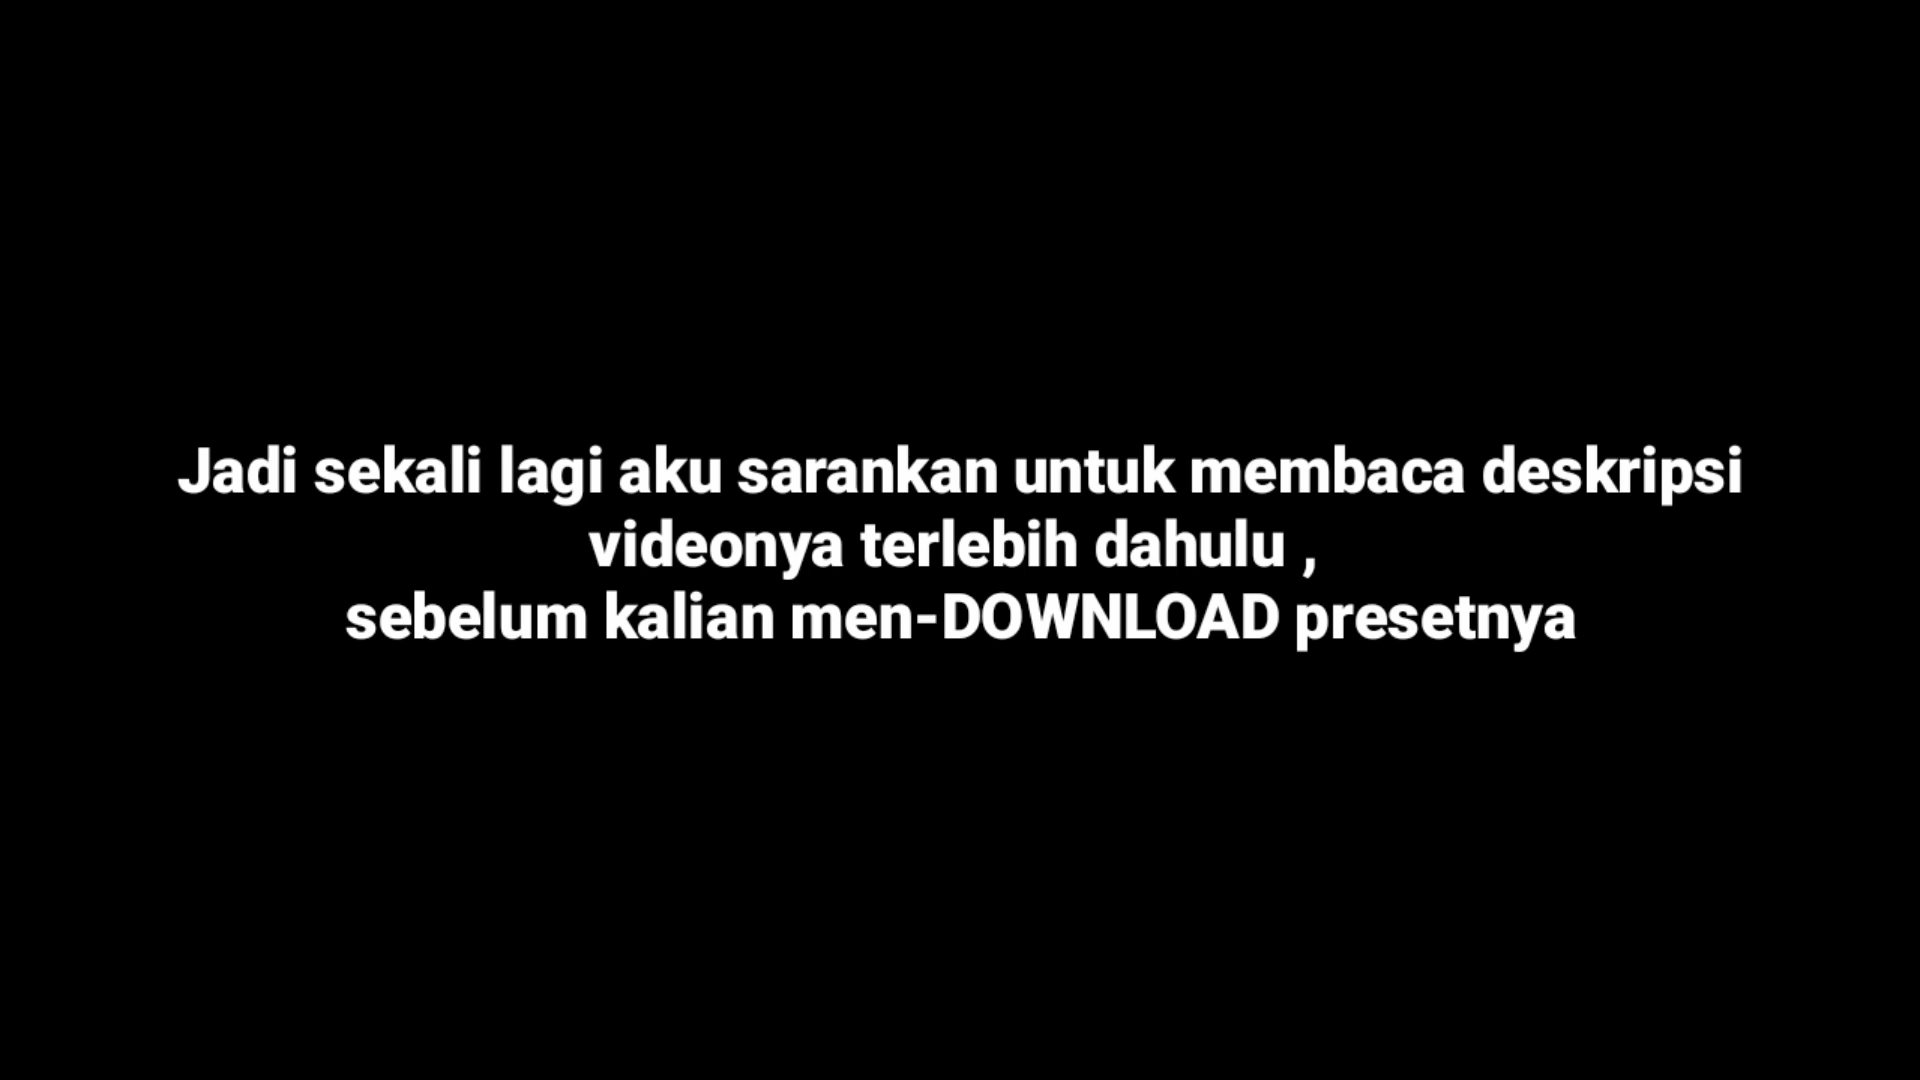 Jadi sekali lagi aku sarankan untuk membaca deskripsi
videonya terlebih dahulu ,
sebelum kalian men-DOWNLOAD presetnya